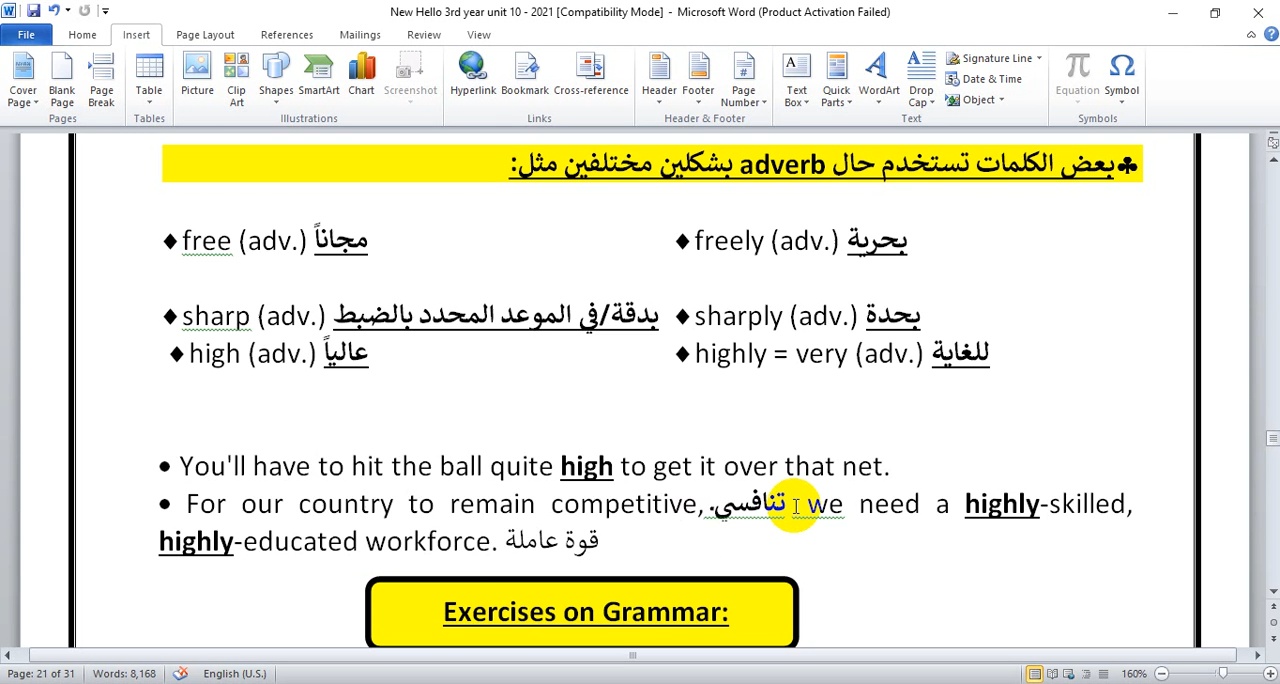 New Hello 3rd year unit 10 - 2021 [Compatibility Mode] - Microsoft Word (Product Activation Failed)
File Home Insert Page Layout References Mailings Review View
Cover Page Blank Page Page Break Table Picture Clip Art Shapes SmartArt Chart Screenshot Hyperlink Bookmark Cross-reference Header Footer Page Number Text Box Quick Parts WordArt Drop Cap Signature Line Date & Time Object Equation Symbol
Pages Tables Illustrations Links Header & Footer Text Symbols
♣بعض الكلمات تستخدم حال adverb بشكلين مختلفين مثل:
♦free (adv.) مجاناً ♦freely (adv.) بحرية
♦sharp (adv.) بدقة/في الموعد المحدد بالضبط ♦sharply (adv.) بحدة
♦high (adv.) عالياً ♦highly = very (adv.) للغاية
• You'll have to hit the ball quite high to get it over that net.
• For our country to remain competitive, تنافسي. we need a highly-skilled,
highly-educated workforce. قوة عاملة
Exercises on Grammar:
Page: 21 of 31 Words: 8,168 English (U.S.) 160%